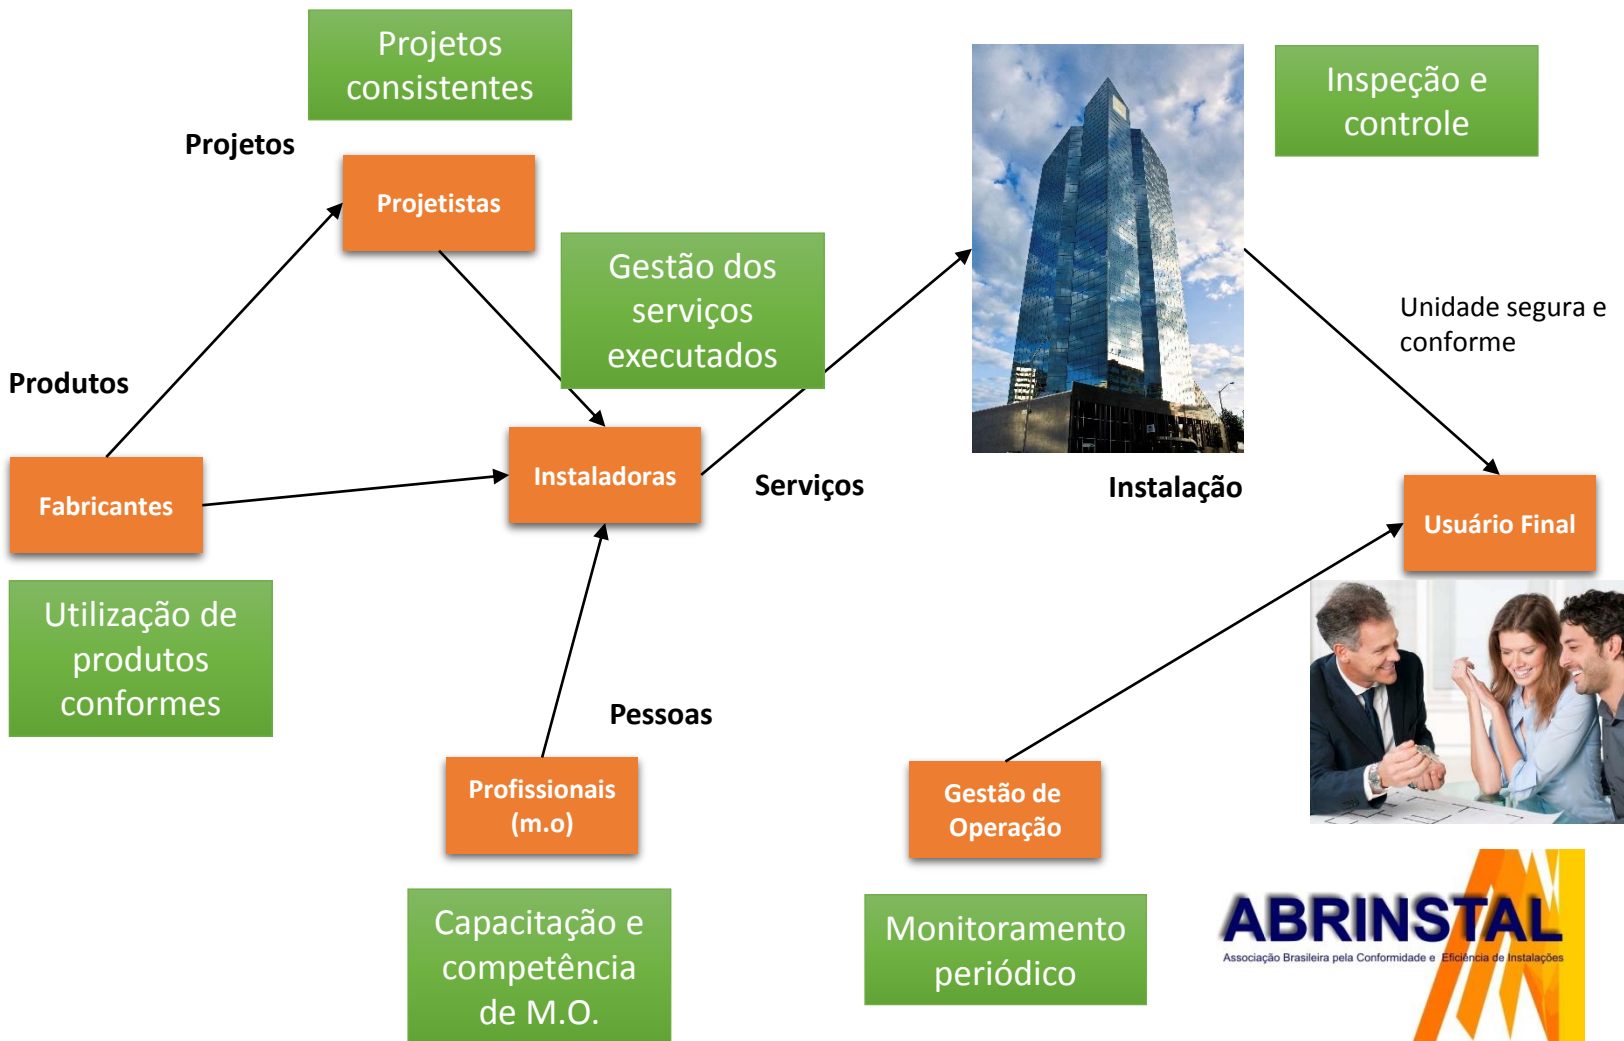 Projetos
consistentes
Inspeção e
controle
Projetos
Projetistas
Gestão dos
serviços
executados
Unidade segura e
conforme
Produtos
Fabricantes
Instaladoras
Serviços
Instalação
Usuário Final
Utilização de
produtos
conformes
Pessoas
Profissionais
(m.o)
Gestão de
Operação
Capacitação e
competência
de M.O.
Monitoramento
periódico
ABRINSTAL
Associação Brasileira pela Conformidade e Eficiência de Instalações